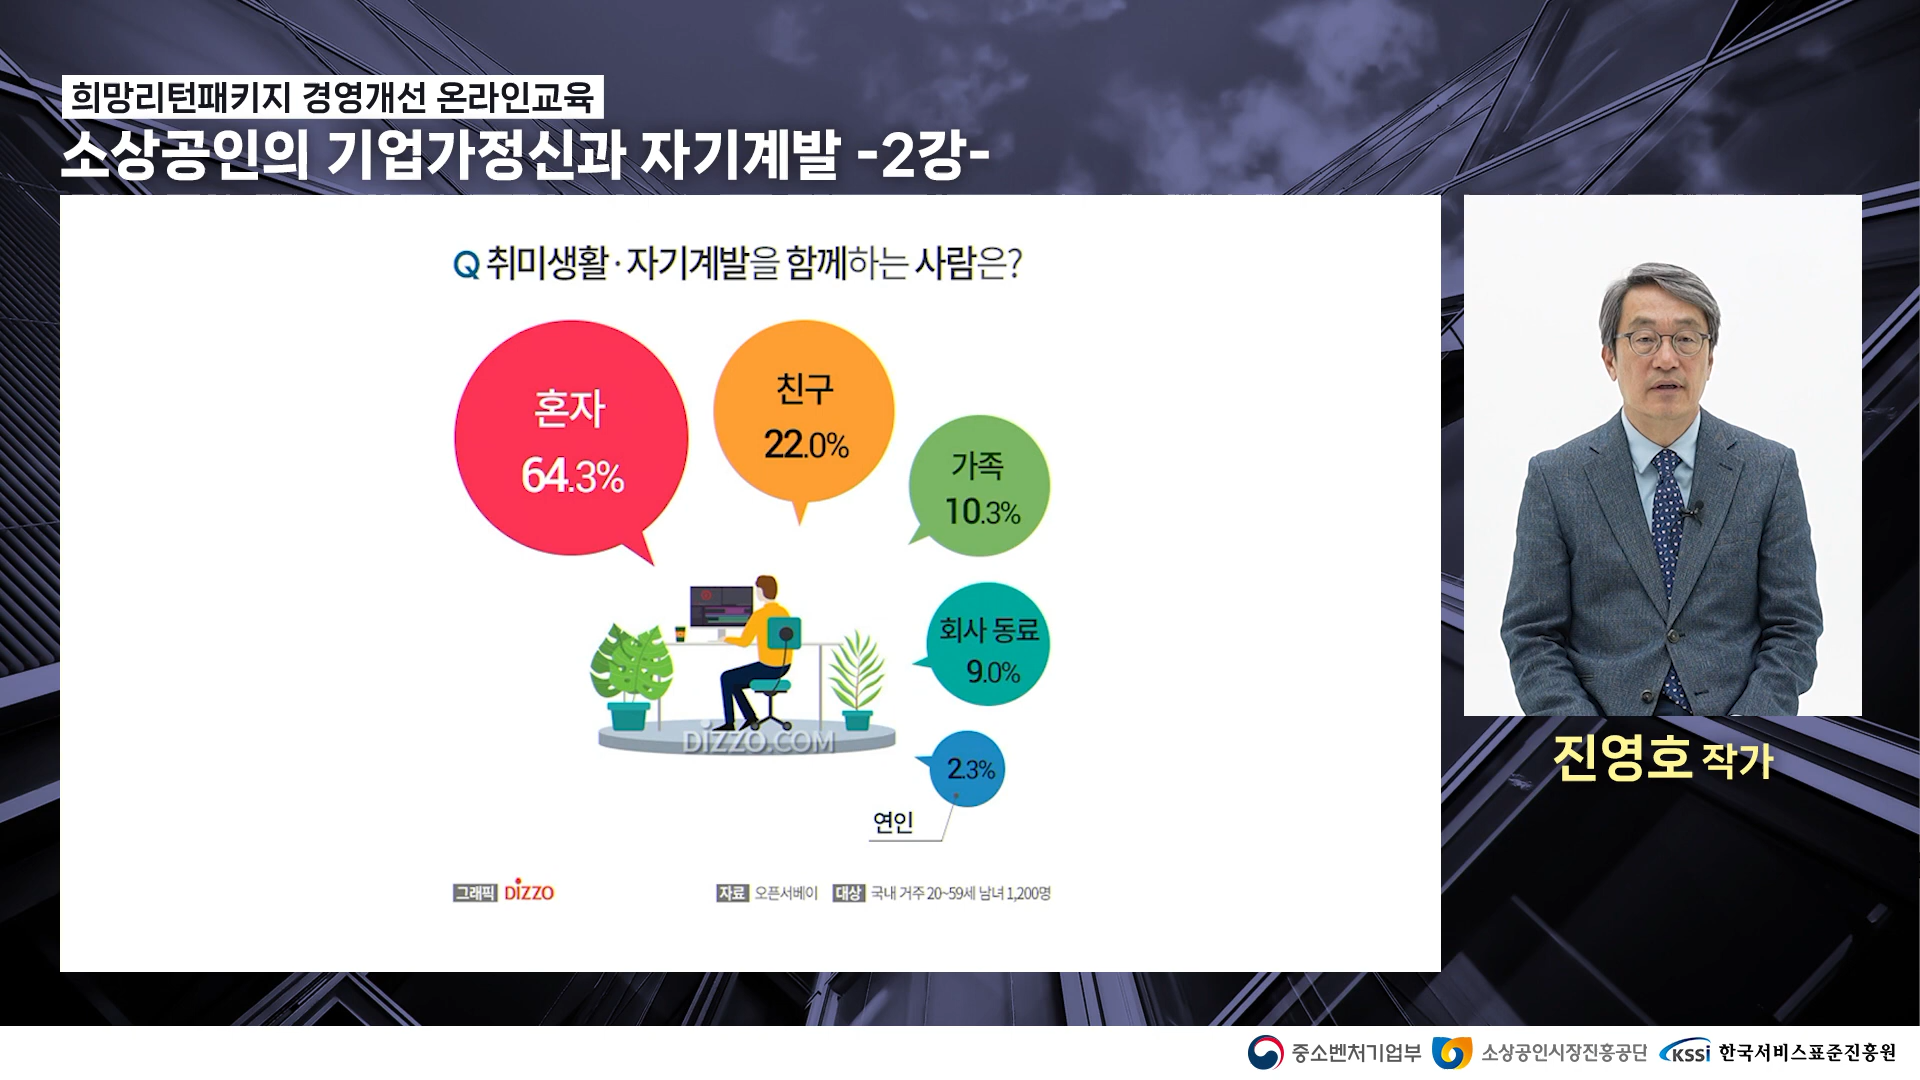 희망리턴패키지 경영개선 온라인교육
소상공인의 기업가정신과 자기계발 -2강-
Q 취미생활·자기계발을 함께하는 사람은?
혼자
64.3%
친구
22.0%
가족
10.3%
회사 동료
9.0%
2.3%
연인
DIZZO.COM
그래픽 DIZZO
자료 오픈서베이 대상 국내 거주 20~59세 남녀 1,200명
진영호 작가
중소벤처기업부 소상공인시장진흥공단 KSSi 한국서비스표준진흥원